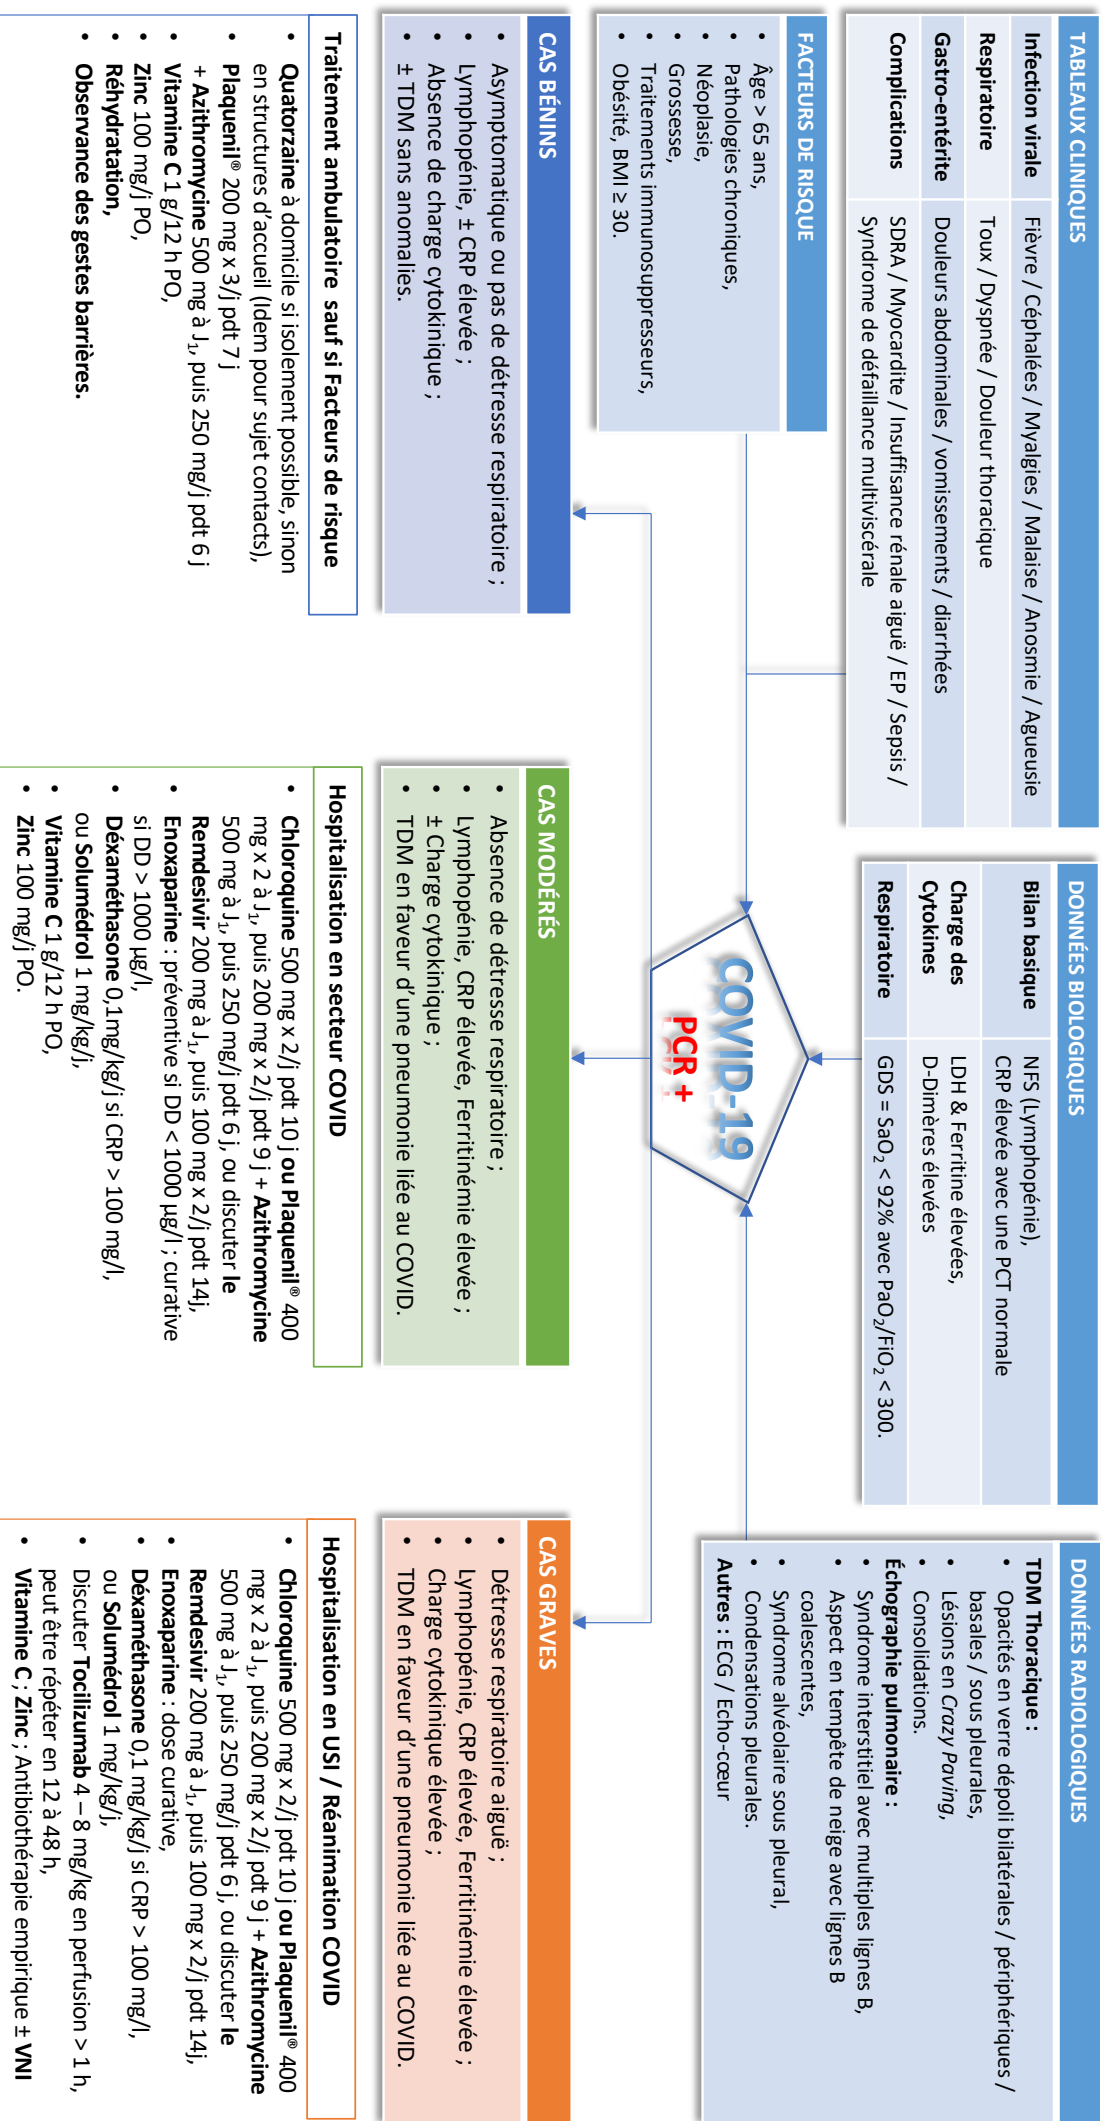 TABLEAUX CLINIQUES
Infection virale
Fièvre / Céphalées / Myalgies / Malaise / Anosmie / Agueusie
Respiratoire
Toux / Dyspnée / Douleur thoracique
Gastro-entérite
Douleurs abdominales / vomissements / diarrhées
Complications
SDRA / Myocardite / Insuffisance rénale aiguë / EP / Sepsis /
Syndrome de défaillance multiviscérale
DONNÉES BIOLOGIQUES
Bilan basique
NFS (Lymphopénie),
CRP élevée avec une PCT normale
Charge des
Cytokines
LDH & Ferritine élevées,
D-Dimères élevées
Respiratoire
GDS = SaO₂ < 92% avec PaO₂/FiO₂ < 300.
DONNÉES RADIOLOGIQUES
TDM Thoracique :
• Opacités en verre dépoli bilatérales / périphériques /
basales / sous pleurales,
• Lésions en Crazy Paving,
• Consolidations.
Échographie pulmonaire :
• Syndrome interstitiel avec multiples lignes B,
• Aspect en tempête de neige avec lignes B
coalescentes,
• Syndrome alvéolaire sous pleural,
• Condensations pleurales.
Autres : ECG / Echo-cœur
FACTEURS DE RISQUE
• Âge > 65 ans,
• Pathologies chroniques,
• Néoplasie,
• Grossesse,
• Traitements immunosuppresseurs,
• Obésité, BMI ≥ 30.
COVID-19
PCR +
CAS BÉNINS
• Asymptomatique ou pas de détresse respiratoire ;
• Lymphopénie, ± CRP élevée ;
• Absence de charge cytokinique ;
• ± TDM sans anomalies.
Traitement ambulatoire sauf si Facteurs de risque
• Quatorzaine à domicile si isolement possible, sinon
en structures d’accueil (Idem pour sujet contacts),
• Plaquenil® 200 mg x 3/j pdt 7 j
+ Azithromycine 500 mg à J₁, puis 250 mg/j pdt 6 j
• Vitamine C 1 g/12 h PO,
• Zinc 100 mg/j PO,
• Réhydratation,
• Observance des gestes barrières.
CAS MODÉRÉS
• Absence de détresse respiratoire ;
• Lymphopénie, CRP élevée, Ferritinémie élevée ;
• ± Charge cytokinique ;
• TDM en faveur d’une pneumonie liée au COVID.
Hospitalisation en secteur COVID
• Chloroquine 500 mg x 2/j pdt 10 j ou Plaquenil® 400
mg x 2 à J₁, puis 200 mg x 2/j pdt 9 j + Azithromycine
500 mg à J₁, puis 250 mg/j pdt 6 j, ou discuter le
Remdesivir 200 mg à J₁, puis 100 mg x 2/j pdt 14j,
• Enoxaparine : préventive si DD < 1000 µg/l ; curative
si DD > 1000 µg/l,
• Déxaméthasone 0,1mg/kg/j si CRP > 100 mg/l,
ou Solumédrol 1 mg/kg/j,
• Vitamine C 1 g/12 h PO,
• Zinc 100 mg/j PO.
CAS GRAVES
• Détresse respiratoire aiguë ;
• Lymphopénie, CRP élevée, Ferritinémie élevée ;
• Charge cytokinique élevée ;
• TDM en faveur d’une pneumonie liée au COVID.
Hospitalisation en USI / Réanimation COVID
• Chloroquine 500 mg x 2/j pdt 10 j ou Plaquenil® 400
mg x 2 à J₁, puis 200 mg x 2/j pdt 9 j + Azithromycine
500 mg à J₁, puis 250 mg/j pdt 6 j, ou discuter le
Remdesivir 200 mg à J₁, puis 100 mg x 2/j pdt 14j,
• Enoxaparine : dose curative,
• Déxaméthasone 0,1 mg/kg/j si CRP > 100 mg/l,
ou Solumédrol 1 mg/kg/j,
• Discuter Tocilizumab 4 – 8 mg/kg en perfusion > 1 h,
peut être répéter en 12 à 48 h,
• Vitamine C ; Zinc ; Antibiothérapie empirique ± VNI